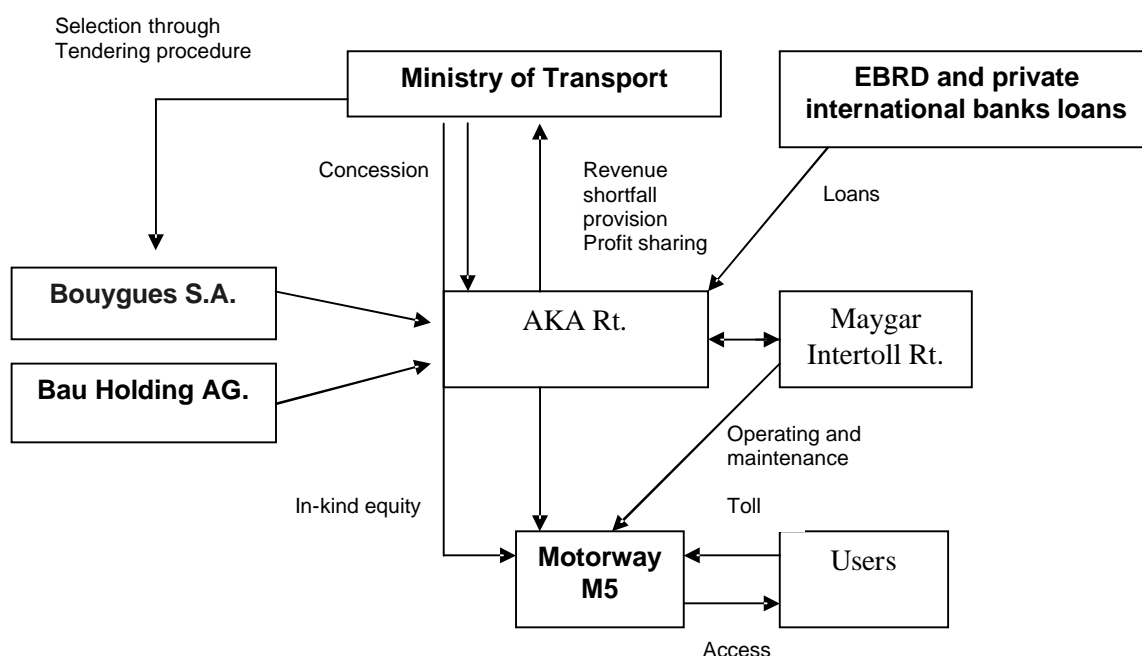 Selection through
Tendering procedure
Ministry of Transport
EBRD and private
international banks loans
Concession
Revenue
shortfall
provision
Profit sharing
Loans
Bouygues S.A.
AKA Rt.
Maygar
Intertoll Rt.
Bau Holding AG.
Operating and
maintenance
In-kind equity
Toll
Motorway
M5
Users
Access